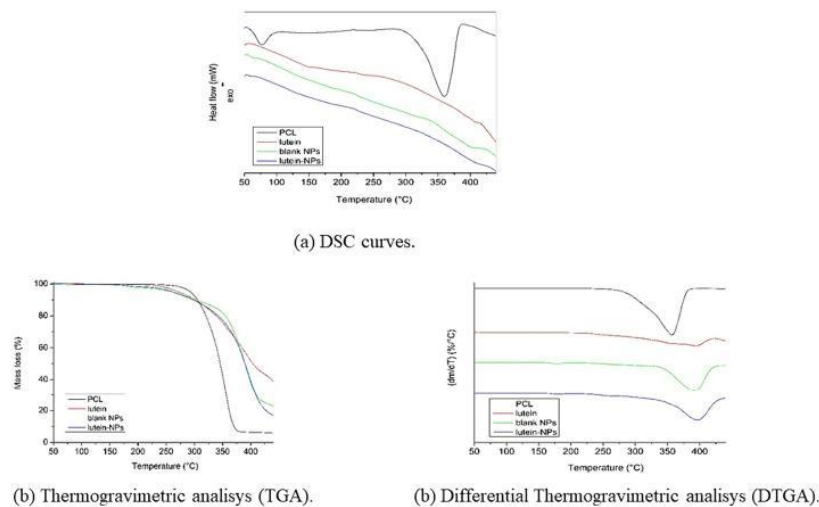 Heat flow (mW)
exo
PCL
lutein
blank NPs
lutein-NPs
50 100 150 200 250 300 350 400
Temperature (°C)
(a) DSC curves.
100
80
60
40
20
0
Mass loss (%)
PCL
lutein
blank NPs
lutein-NPs
50 100 150 200 250 300 350 400
Temperature (°C)
(b) Thermogravimetric analisys (TGA).
(dm/dT) (%/°C)
PCL
lutein
blank NPs
lutein-NPs
50 100 150 200 250 300 350 400
Temperature (°C)
(b) Differential Thermogravimetric analisys (DTGA).